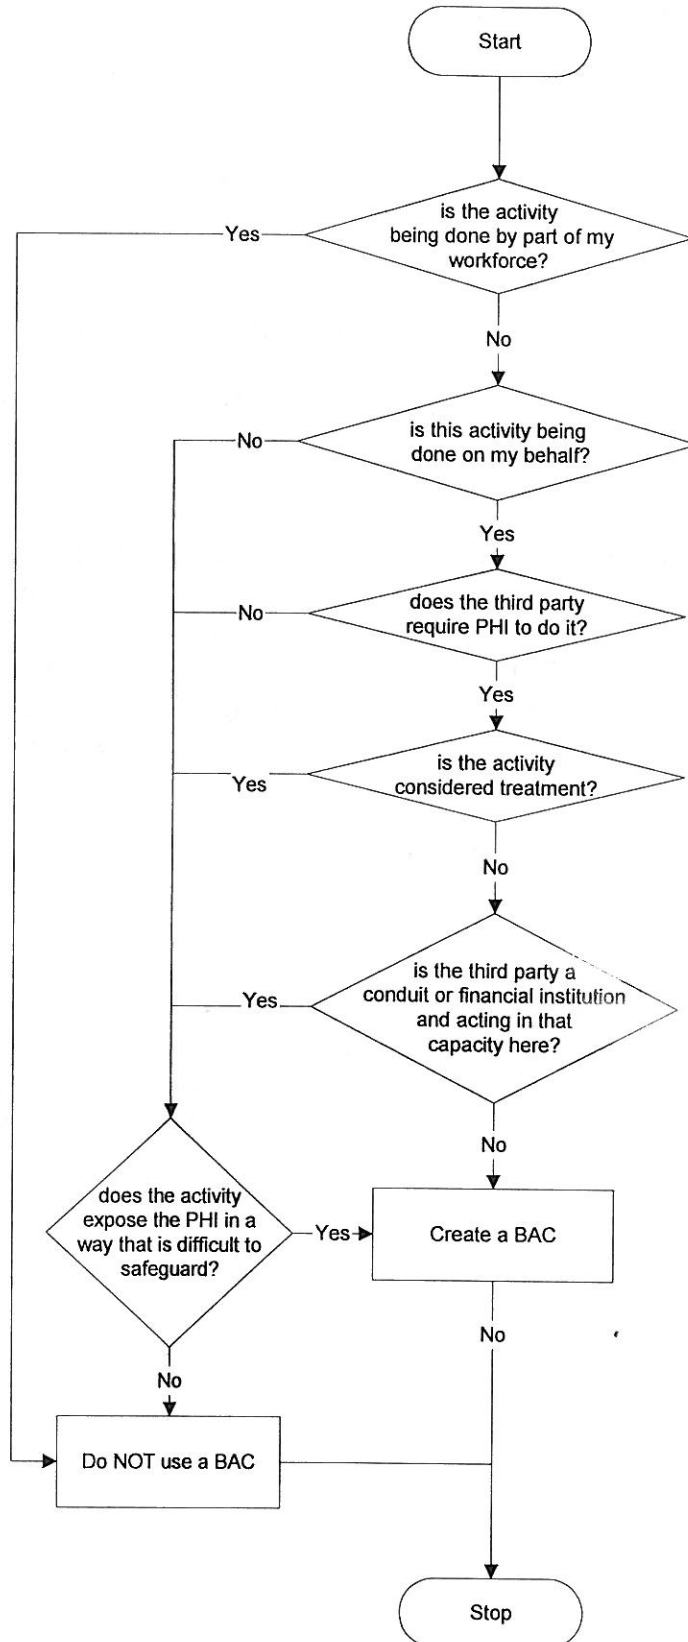 Start
is the activity
being done by part of my
workforce?
Yes
No
is this activity being
done on my behalf?
No
Yes
does the third party
require PHI to do it?
No
Yes
is the activity
considered treatment?
Yes
No
is the third party a
conduit or financial institution
and acting in that
capacity here?
Yes
No
does the activity
expose the PHI in a
way that is difficult to
safeguard?
Yes
Create a BAC
No
No
Do NOT use a BAC
Stop